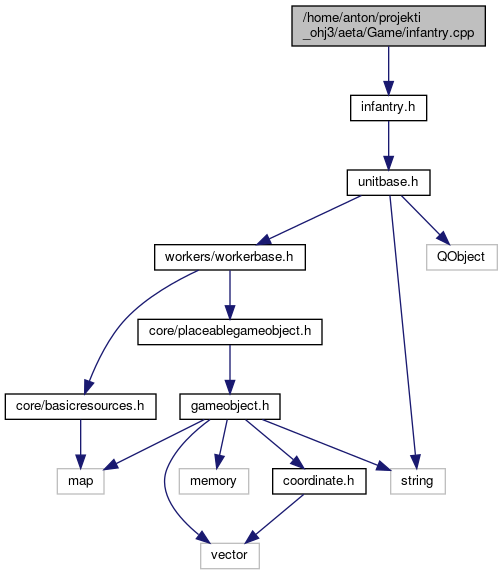 /home/anton/projekti
_ohj3/aeta/Game/infantry.cpp
infantry.h
unitbase.h
workers/workerbase.h
QObject
core/placeablegameobject.h
core/basicresources.h
gameobject.h
map
memory
coordinate.h
string
vector